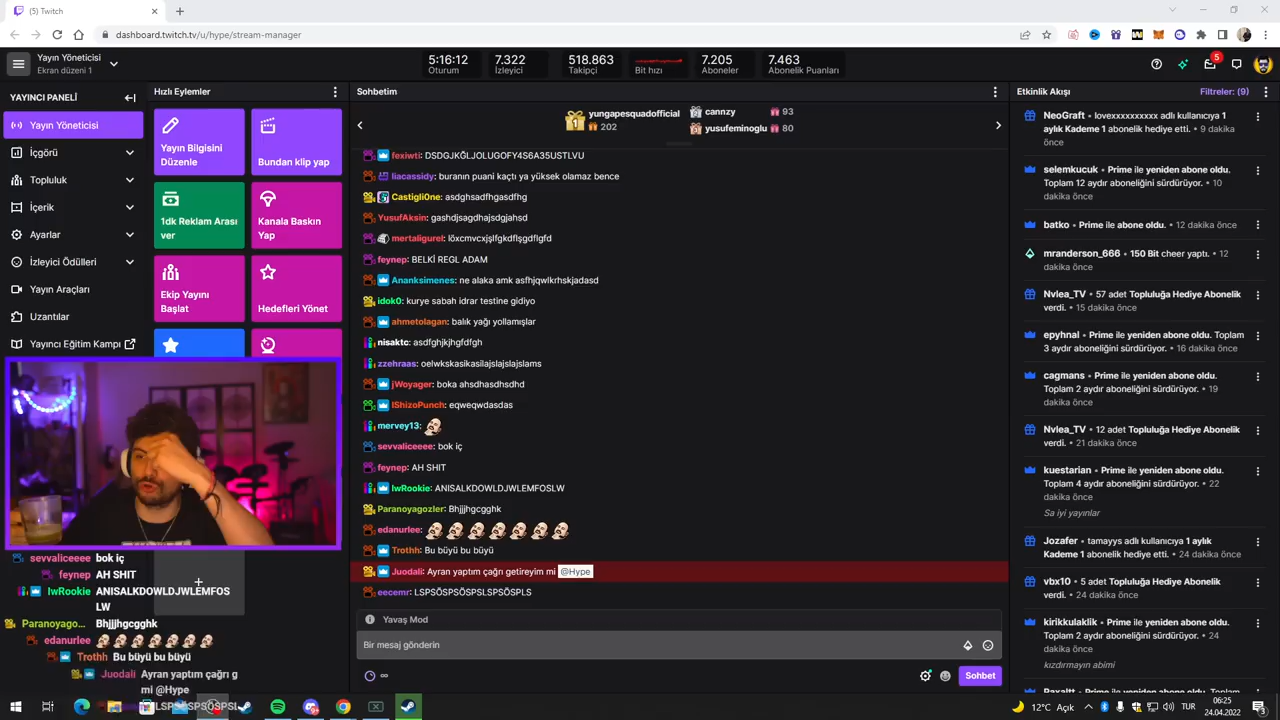 (5) Twitch
dashboard.twitch.tv/u/hype/stream-manager
Yayın Yöneticisi
Ekran düzeni 1
5:16:12
Oturum
7.322
İzleyici
518.863
Takipçi
Bit hızı
7.205
Aboneler
7.463
Abonelik Puanları
5
YAYINCI PANELİ
Yayın Yöneticisi
İçgörü
Topluluk
İçerik
Ayarlar
İzleyici Ödülleri
Yayın Araçları
Uzantılar
Yayıncı Eğitim Kampı
Hızlı Eylemler
Yayın Bilgisini
Düzenle
Bundan klip yap
1dk Reklam Arası
ver
Kanala Baskın
Yap
Ekip Yayını
Başlat
Hedefleri Yönet
Sohbetim
yungapesquadofficial
202
cannzy 93
yusufeminoglu 80
fexiwti: DSDGJKĞLJOLUGOFY4S6A35USTLVU
liacassidy: buranın puani kaçtı ya yüksek olamaz bence
Castigli0ne: asdghsadfhgasdfhg
YusufAksin: gashdjsagdhajsdgjahsd
mertaligurel: löxcmvcxjşlfgkdflşgdflgfd
feynep: BELKİ REGL ADAM
Ananksimenes: ne alaka amk asfhjqwlkrhskjadasd
idok0: kurye sabah idrar testine gidiyo
ahmetolagan: balık yağı yollamışlar
nisaktc: asdfghjkjhgfdfgh
zzehraas: oelwkskasikasilajslajslajslams
jWoyager: boka ahsdhasdhsdhd
IShizoPunch: eqweqwdasdas
mervey13:
sevvaliceeee: bok iç
feynep: AH SHIT
lwRookie: ANISALKDOWLDJWLEMFOSLW
Paranoyagozler: Bhjjjhgcgghk
edanurlee:
Trothh: Bu büyü bu büyü
Juodali: Ayran yaptım çağrı getireyim mi @Hype
eecemr: LSPSÖSPSÖSPSLSPSÖSPLS
Yavaş Mod
Bir mesaj gönderin
Sohbet
Etkinlik Akışı
Filtreler: (9)
NeoGraft • lovexxxxxxxxxx adlı kullanıcıya 1
aylık Kademe 1 abonelik hediye etti. • 9 dakika
önce
selemkucuk • Prime ile yeniden abone oldu.
Toplam 12 aydır aboneliğini sürdürüyor. • 10
dakika önce
batko • Prime ile abone oldu. • 12 dakika önce
mranderson_666 • 150 Bit cheer yaptı. • 12
dakika önce
Nvlea_TV • 57 adet Topluluğa Hediye Abonelik
verdi. • 15 dakika önce
epyhnal • Prime ile yeniden abone oldu. Toplam
3 aydır aboneliğini sürdürüyor. • 16 dakika önce
cagmans • Prime ile yeniden abone oldu.
Toplam 2 aydır aboneliğini sürdürüyor. • 19
dakika önce
Nvlea_TV • 12 adet Topluluğa Hediye Abonelik
verdi. • 21 dakika önce
kuestarian • Prime ile yeniden abone oldu.
Toplam 4 aydır aboneliğini sürdürüyor. • 22
dakika önce
Sa iyi yayınlar
Jozafer • tamayys adlı kullanıcıya 1 aylık
Kademe 1 abonelik hediye etti. • 24 dakika önce
vbx10 • 5 adet Topluluğa Hediye Abonelik
verdi. • 24 dakika önce
kirikkulaklik • Prime ile yeniden abone oldu.
Toplam 2 aydır aboneliğini sürdürüyor. • 24
dakika önce
kızdırmayın abimi
sevvaliceeee: bok iç
feynep: AH SHIT
lwRookie: ANISALKDOWLDJWLEMFOS
LW
Paranoyago...: Bhjjjhgcgghk
edanurlee:
Trothh: Bu büyü bu büyü
Juodali: Ayran yaptım çağrı g
mi @Hype
12°C Açık
TUR
06:25
24.04.2022
3